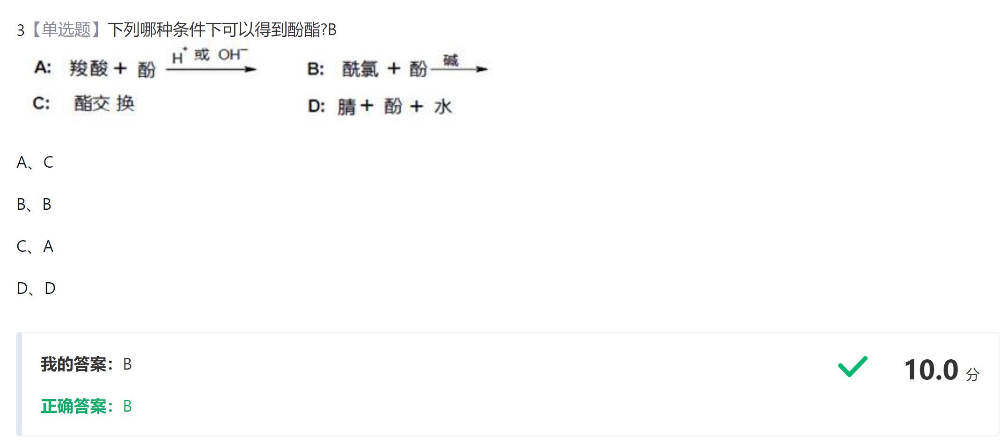 3【单选题】下列哪种条件下可以得到酚酯?B
A: 羧酸 + 酚 H⁺ 或 OH⁻
B: 酰氯 + 酚 碱
C: 酯交 换
D: 腈 + 酚 + 水
A、C
B、B
C、A
D、D
我的答案：B
10.0 分
正确答案：B